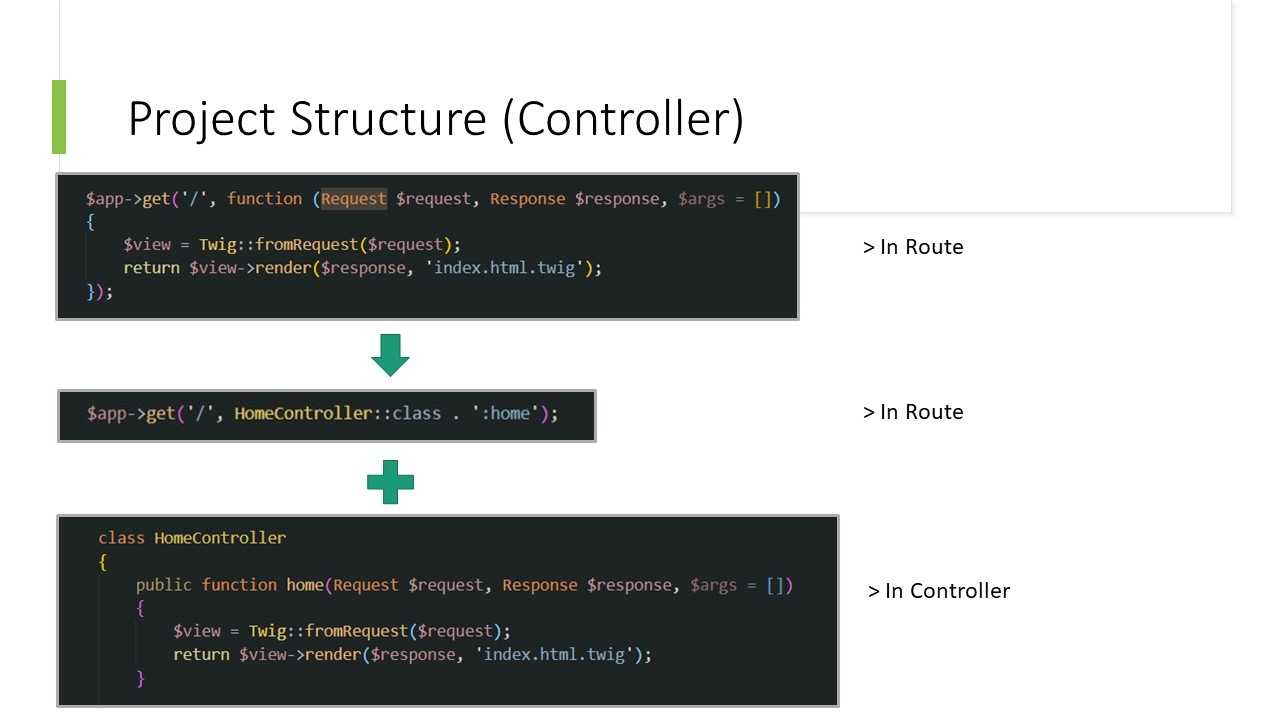 Project Structure (Controller)
$app->get('/', function (Request $request, Response $response, $args = [])
{
$view = Twig::fromRequest($request);
return $view->render($response, 'index.html.twig');
});
> In Route
$app->get('/', HomeController::class . ':home');
> In Route
class HomeController
{
public function home(Request $request, Response $response, $args = [])
{
$view = Twig::fromRequest($request);
return $view->render($response, 'index.html.twig');
}
> In Controller